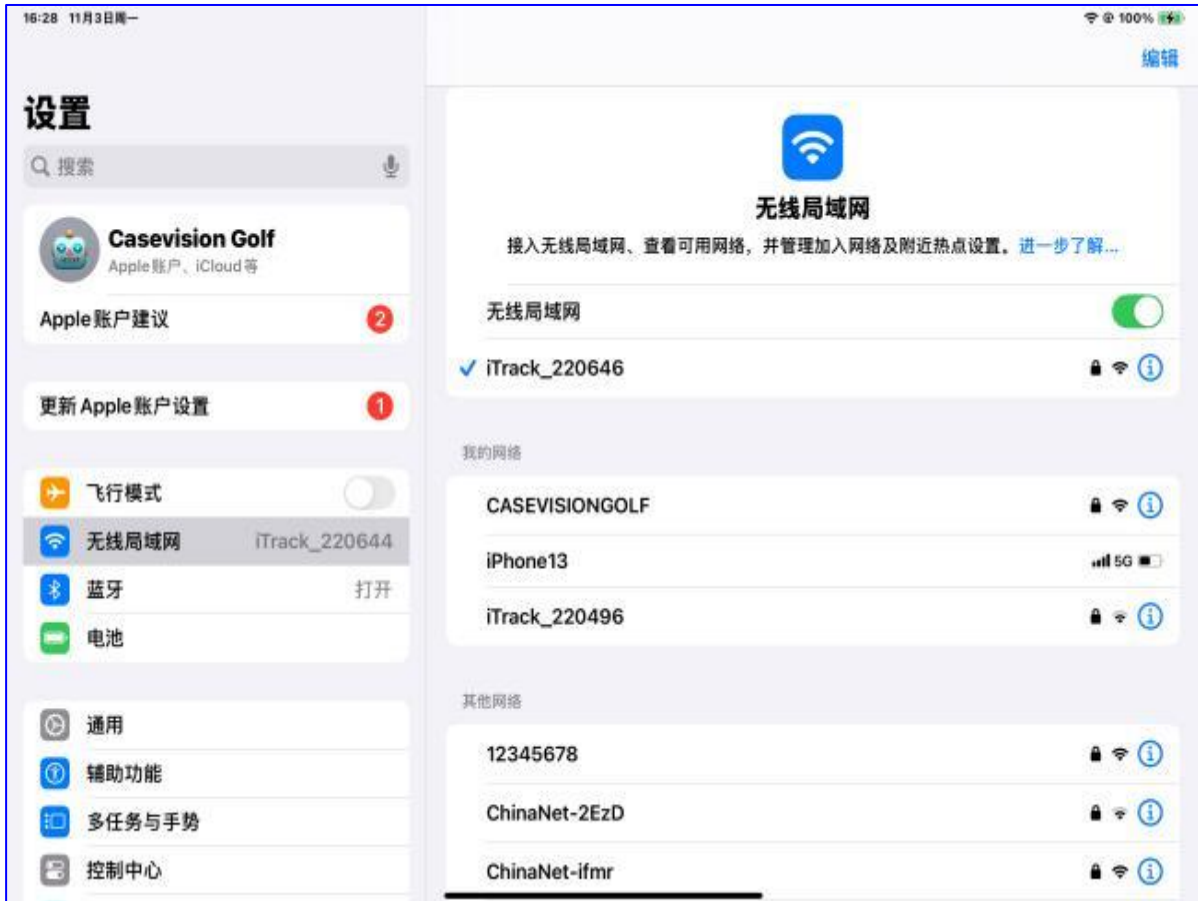 16:28 11月3日周一
100%
编辑
设置
搜索
Casevision Golf
Apple账户、iCloud等
Apple账户建议
2
更新 Apple账户设置
1
飞行模式
无线局域网 iTrack_220644
蓝牙 打开
电池
通用
辅助功能
多任务与手势
控制中心
无线局域网
接入无线局域网、查看可用网络，并管理加入网络及附近热点设置。进一步了解...
无线局域网
iTrack_220646
我的网络
CASEVISIONGOLF
iPhone13 5G
iTrack_220496
其他网络
12345678
ChinaNet-2EzD
ChinaNet-ifmr